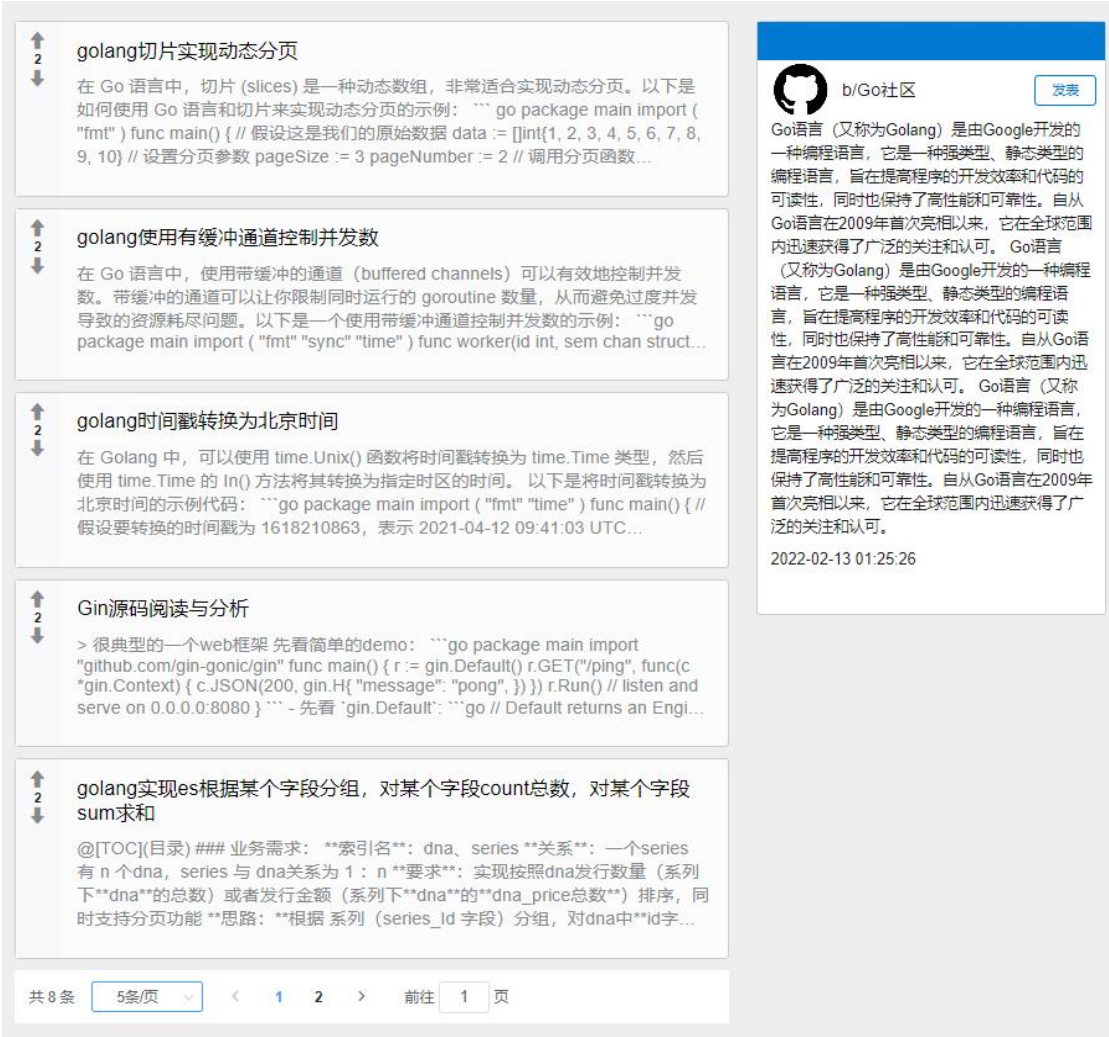 2
golang切片实现动态分页
在 Go 语言中，切片 (slices) 是一种动态数组，非常适合实现动态分页。以下是
如何使用 Go 语言和切片来实现动态分页的示例： ``` go package main import (
"fmt" ) func main() { // 假设这是我们的原始数据 data := []int{1, 2, 3, 4, 5, 6, 7, 8,
9, 10} // 设置分页参数 pageSize := 3 pageNumber := 2 // 调用分页函数...
2
golang使用有缓冲通道控制并发数
在 Go 语言中，使用带缓冲的通道（buffered channels）可以有效地控制并发
数。带缓冲的通道可以让你限制同时运行的 goroutine 数量，从而避免过度并发
导致的资源耗尽问题。以下是一个使用带缓冲通道控制并发数的示例： ```go
package main import ( "fmt" "sync" "time" ) func worker(id int, sem chan struct...
2
golang时间戳转换为北京时间
在 Golang 中，可以使用 time.Unix() 函数将时间戳转换为 time.Time 类型，然后
使用 time.Time 的 In() 方法将其转换为指定时区的时间。 以下是将时间戳转换为
北京时间的示例代码： ```go package main import ( "fmt" "time" ) func main() { //
假设要转换的时间戳为 1618210863，表示 2021-04-12 09:41:03 UTC...
2
Gin源码阅读与分析
> 很典型的一个web框架 先看简单的demo： ```go package main import
"github.com/gin-gonic/gin" func main() { r := gin.Default() r.GET("/ping", func(c
*gin.Context) { c.JSON(200, gin.H{ "message": "pong", }) }) r.Run() // listen and
serve on 0.0.0.0:8080 } ``` - 先看 `gin.Default`: ```go // Default returns an Engi...
2
golang实现es根据某个字段分组，对某个字段count总数，对某个字段
sum求和
@[TOC](目录) ### 业务需求： **索引名**：dna、series **关系**：一个series
有 n 个dna，series 与 dna关系为 1 ：n **要求**：实现按照dna发行数量（系列
下**dna**的总数）或者发行金额（系列下**dna**的**dna_price总数**）排序，同
时支持分页功能 **思路：**根据 系列（series_Id 字段）分组，对dna中**id字...
共 8 条 5条/页 < 1 2 > 前往 1 页
b/Go社区 发表
Go语言（又称为Golang）是由Google开发的
一种编程语言，它是一种强类型、静态类型的
编程语言，旨在提高程序的开发效率和代码的
可读性，同时也保持了高性能和可靠性。自从
Go语言在2009年首次亮相以来，它在全球范围
内迅速获得了广泛的关注和认可。 Go语言
（又称为Golang）是由Google开发的一种编程
语言，它是一种强类型、静态类型的编程语
言，旨在提高程序的开发效率和代码的可读
性，同时也保持了高性能和可靠性。自从Go语
言在2009年首次亮相以来，它在全球范围内迅
速获得了广泛的关注和认可。 Go语言（又称
为Golang）是由Google开发的一种编程语言，
它是一种强类型、静态类型的编程语言，旨在
提高程序的开发效率和代码的可读性，同时也
保持了高性能和可靠性。自从Go语言在2009年
首次亮相以来，它在全球范围内迅速获得了广
泛的关注和认可。
2022-02-13 01:25:26